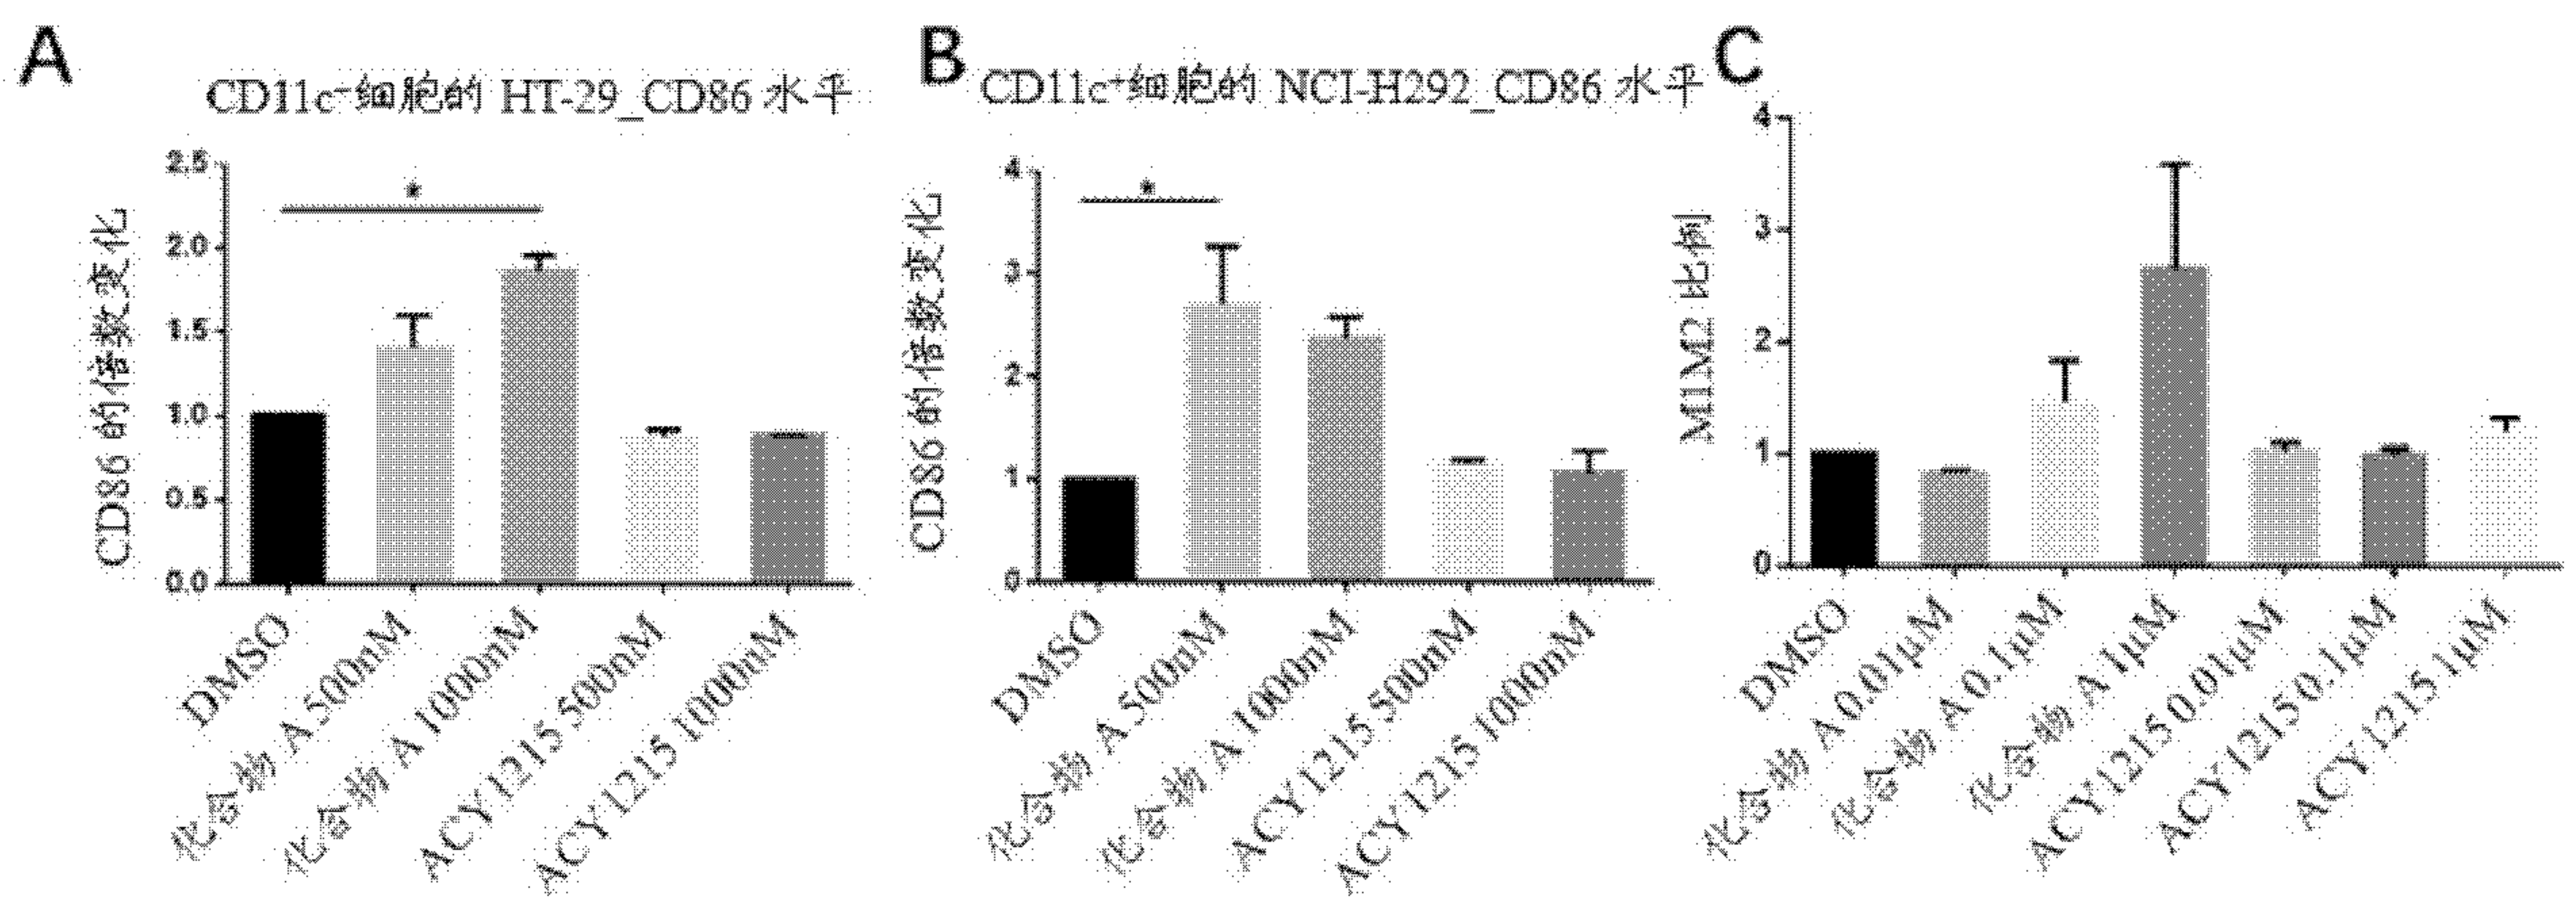 A
CD11c⁺细胞的 HT-29_CD86 水平
CD86 的倍数变化
2.5
2.0
1.5
1.0
0.5
0.0
*
DMSO
化合物 A 500nM
化合物 A 1000nM
ACY1215 500nM
ACY1215 1000nM
B
CD11c⁺细胞的 NCI-H292_CD86 水平
CD86 的倍数变化
4
3
2
1
0
*
DMSO
化合物 A 500nM
化合物 A 1000nM
ACY1215 500nM
ACY1215 1000nM
C
M1M2 比例
4
3
2
1
0
DMSO
化合物 A 0.01μM
化合物 A 0.1μM
化合物 A 1μM
ACY1215 0.01μM
ACY1215 0.1μM
ACY1215 1μM